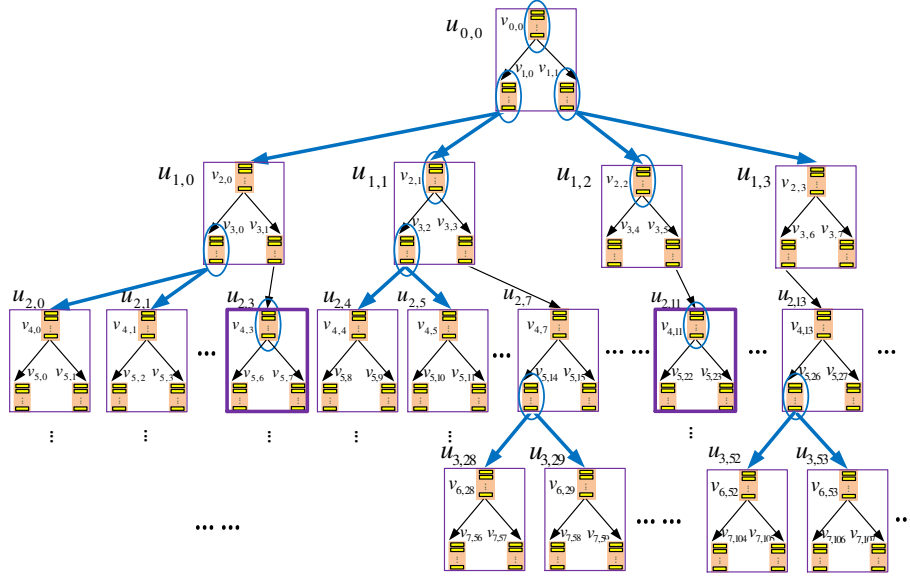 u0,0
v0,0
v1,0 v1,1
u1,0 u1,1 u1,2 u1,3
v2,0 v2,1 v2,2 v2,3
v3,0 v3,1 v3,2 v3,3 v3,4 v3,5 v3,6 v3,7
u2,0 u2,1 u2,3 u2,4 u2,5 u2,7 u2,11 u2,13
v4,0 v4,1 v4,3 v4,4 v4,5 v4,7 v4,11 v4,13
... ... ... ... ... ...
v5,0 v5,1 v5,2 v5,3 v5,6 v5,7 v5,8 v5,9 v5,10 v5,11 v5,14 v5,15 v5,22 v5,23 v5,26 v5,27
u3,28 u3,29 u3,52 u3,53
v6,28 v6,29 v6,52 v6,53
... ... ... ... ...
v7,56 v7,57 v7,58 v7,59 v7,104 v7,105 v7,106 v7,107